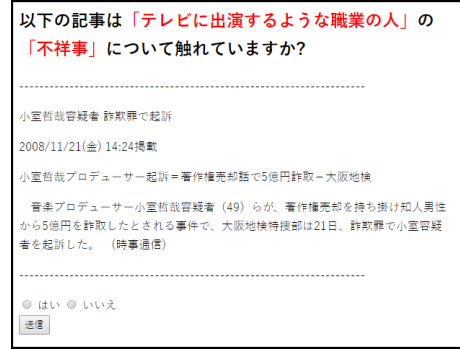 以下の記事は「テレビに出演するような職業の人」の
「不祥事」について触れていますか?
----------------------------------------------------------------------
小室哲哉容疑者 詐欺罪で起訴
2008/11/21(金) 14:24掲載
小室哲哉プロデューサー起訴＝著作権売却話で5億円詐取－大阪地検
音楽プロデューサー小室哲哉容疑者（49）らが、著作権売却を持ち掛け知人男性
から5億円を詐取したとされる事件で、大阪地検特捜部は21日、詐欺罪で小室容疑
者を起訴した。（時事通信）
----------------------------------------------------------------------
はい いいえ
送信